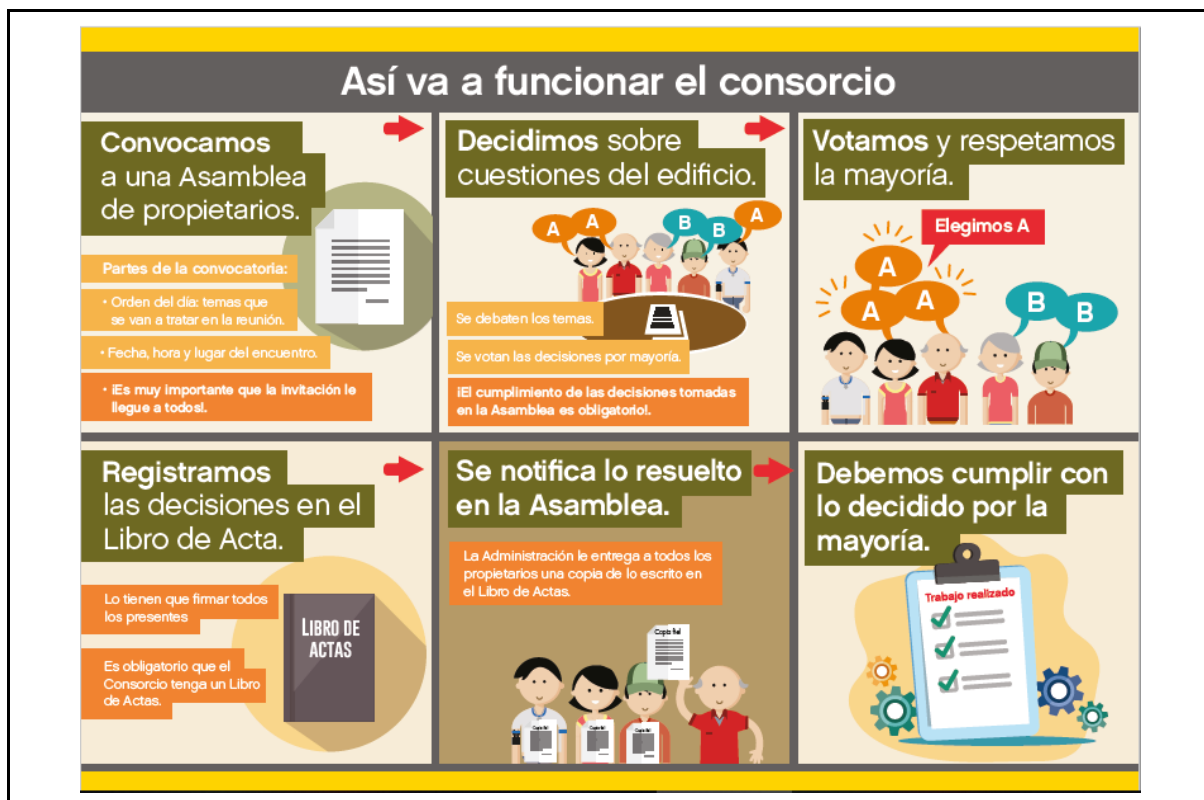 Así va a funcionar el consorcio
Convocamos
a una Asamblea
de propietarios.
Partes de la convocatoria:
• Orden del día: temas que
se van a tratar en la reunión.
• Fecha, hora y lugar del encuentro.
• ¡Es muy importante que la invitación le
llegue a todos!.
Decidimos sobre
cuestiones del edificio.
A
A
B
B
A
Se debaten los temas.
Se votan las decisiones por mayoría.
¡El cumplimiento de las decisiones tomadas
en la Asamblea es obligatorio!.
Votamos y respetamos
la mayoría.
Elegimos A
A
A
A
B
B
Registramos
las decisiones en el
Libro de Acta.
Lo tienen que firmar todos
los presentes
Es obligatorio que el
Consorcio tenga un Libro
de Actas.
LIBRO DE
ACTAS
Se notifica lo resuelto
en la Asamblea.
La Administración le entrega a todos los
propietarios una copia de lo escrito en
el Libro de Actas.
Copia fiel
Copia fiel
Copia fiel
Copia fiel
Debemos cumplir con
lo decidido por la
mayoría.
Trabajo realizado